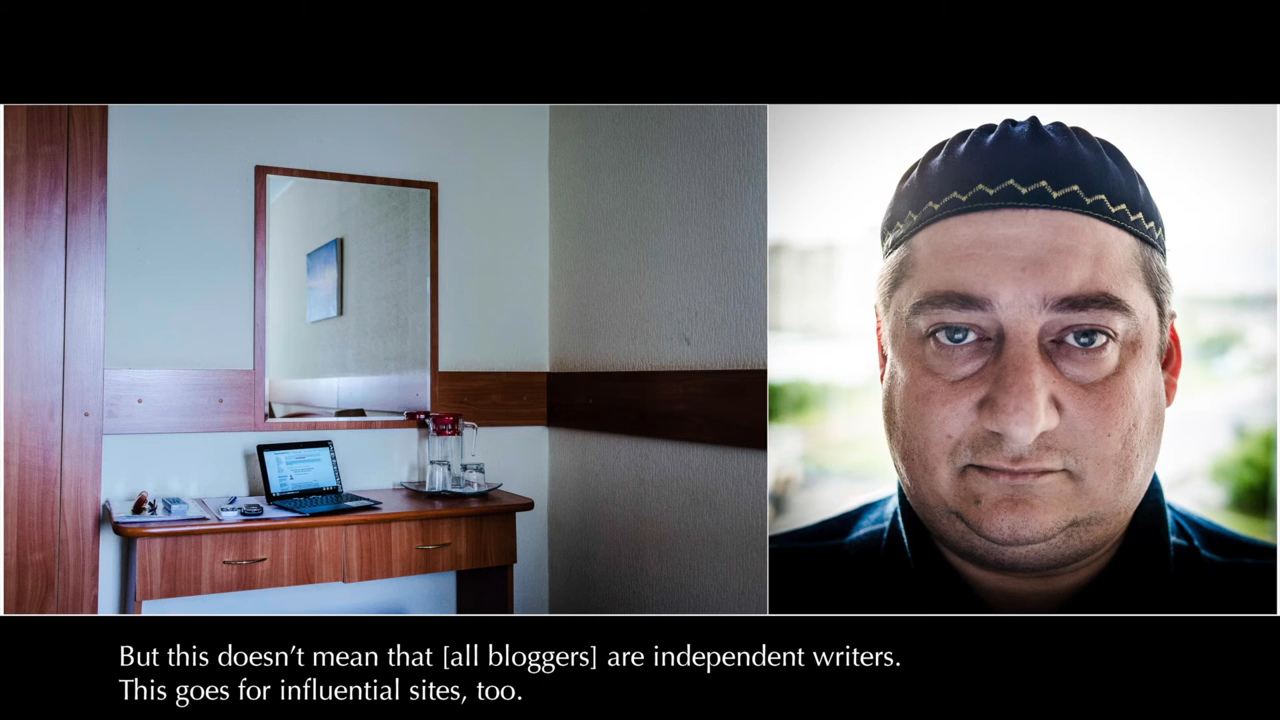 But this doesn’t mean that [all bloggers] are independent writers.
This goes for influential sites, too.